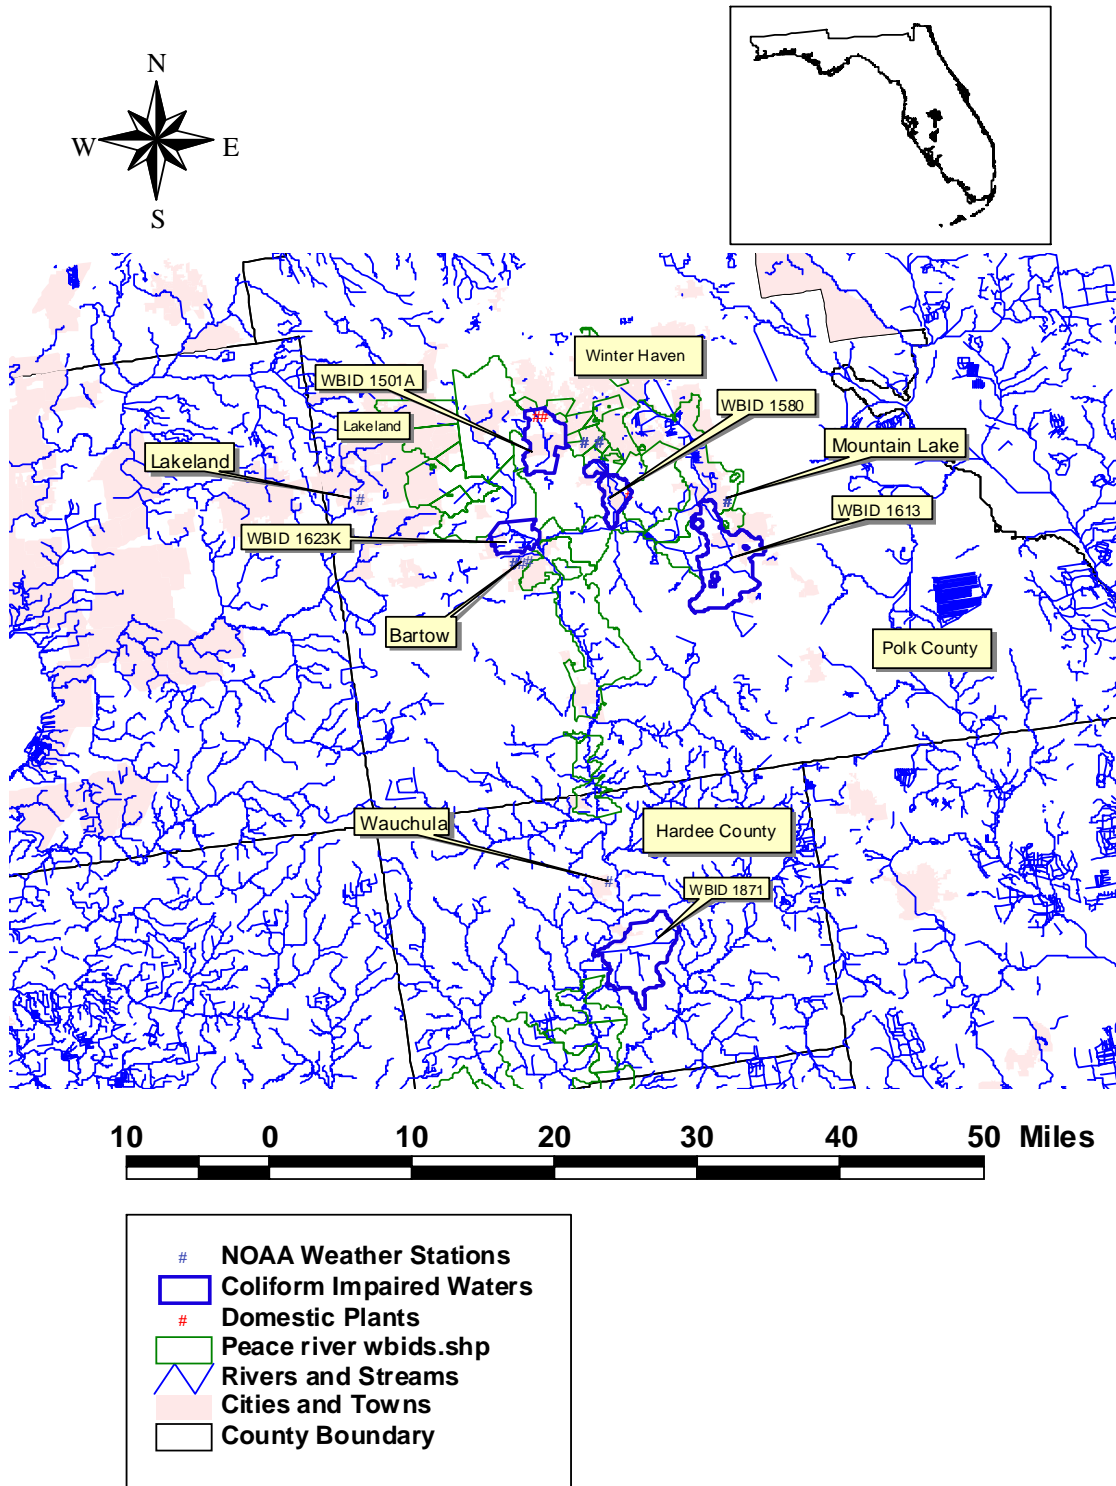 N
W E
S
Winter Haven
WBID 1501A
WBID 1580
Lakeland
Mountain Lake
Lakeland
WBID 1613
WBID 1623K
Bartow
Polk County
Wauchula
Hardee County
WBID 1871
10 0 10 20 30 40 50 Miles
# NOAA Weather Stations
Coliform Impaired Waters
# Domestic Plants
Peace river wbids.shp
Rivers and Streams
Cities and Towns
County Boundary